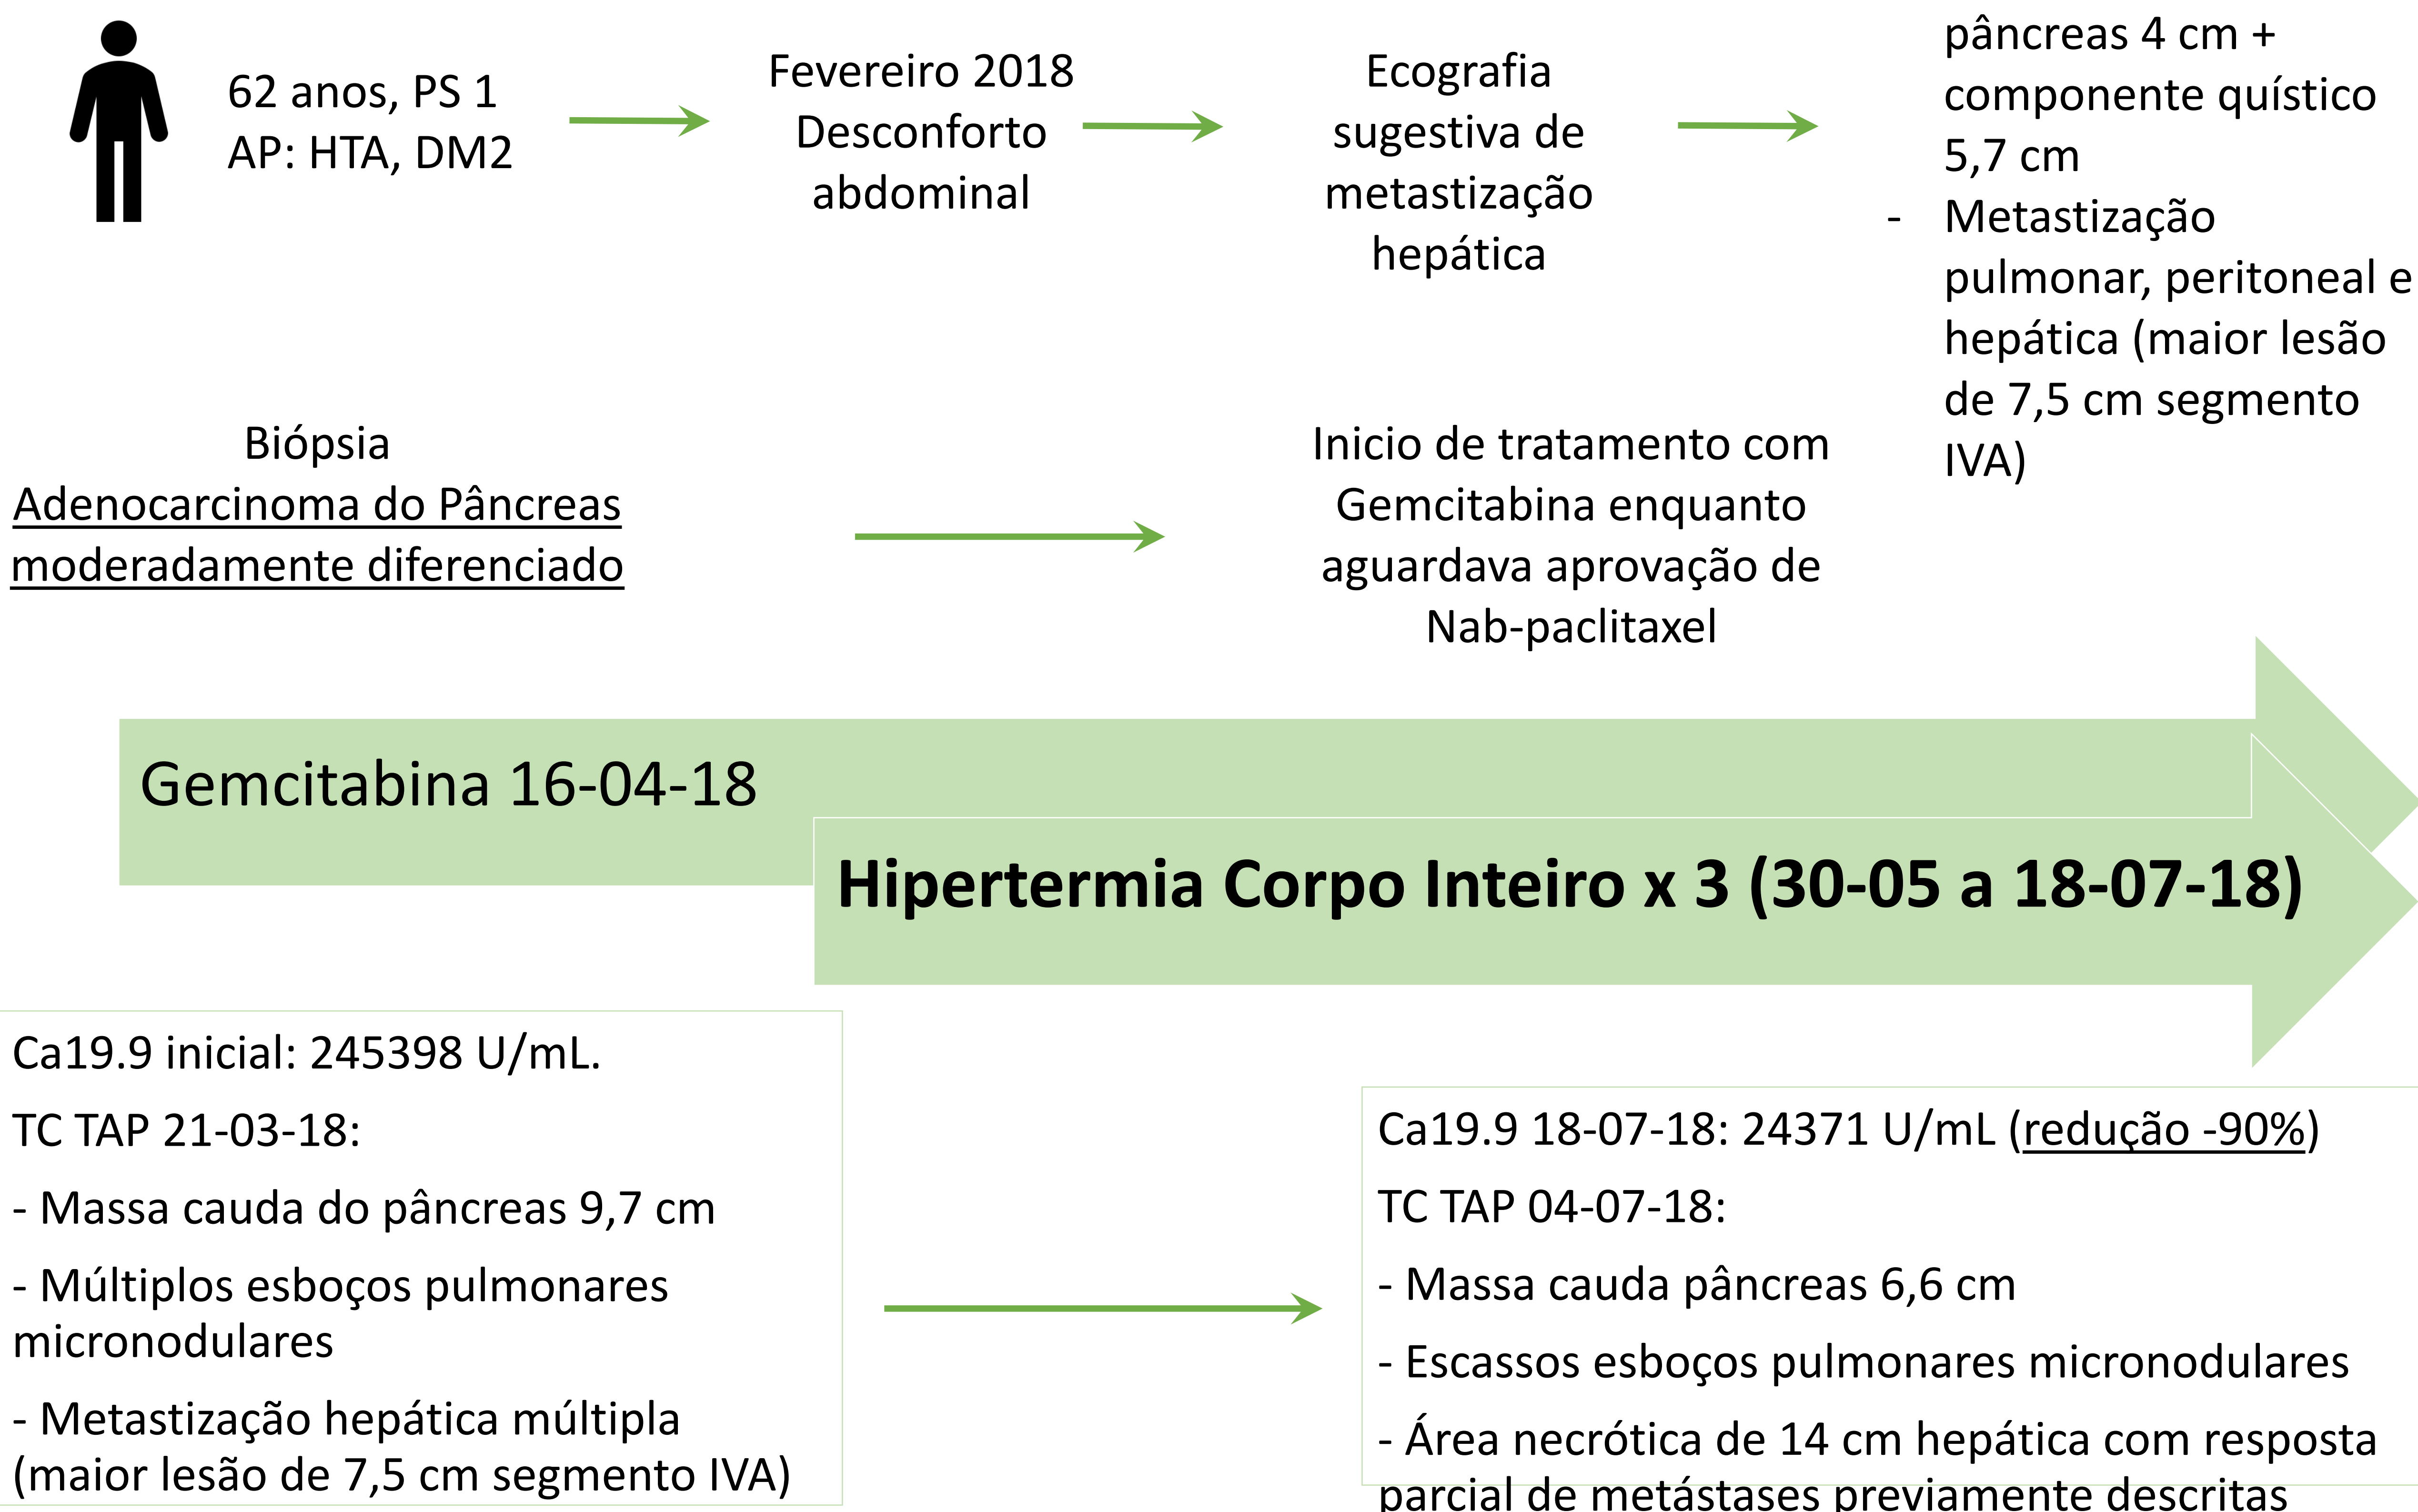 62 anos, PS 1
AP: HTA, DM2
Fevereiro 2018
Desconforto
abdominal
Ecografia
sugestiva de
metastização
hepática
pâncreas 4 cm +
componente quístico
5,7 cm
- Metastização
pulmonar, peritoneal e
hepática (maior lesão
de 7,5 cm segmento
IVA)
Biópsia
Adenocarcinoma do Pâncreas
moderadamente diferenciado
Inicio de tratamento com
Gemcitabina enquanto
aguardava aprovação de
Nab-paclitaxel
Gemcitabina 16-04-18
Hipertermia Corpo Inteiro x 3 (30-05 a 18-07-18)
Ca19.9 inicial: 245398 U/mL.
TC TAP 21-03-18:
- Massa cauda do pâncreas 9,7 cm
- Múltiplos esboços pulmonares
micronodulares
- Metastização hepática múltipla
(maior lesão de 7,5 cm segmento IVA)
Ca19.9 18-07-18: 24371 U/mL (redução -90%)
TC TAP 04-07-18:
- Massa cauda pâncreas 6,6 cm
- Escassos esboços pulmonares micronodulares
- Área necrótica de 14 cm hepática com resposta
parcial de metástases previamente descritas